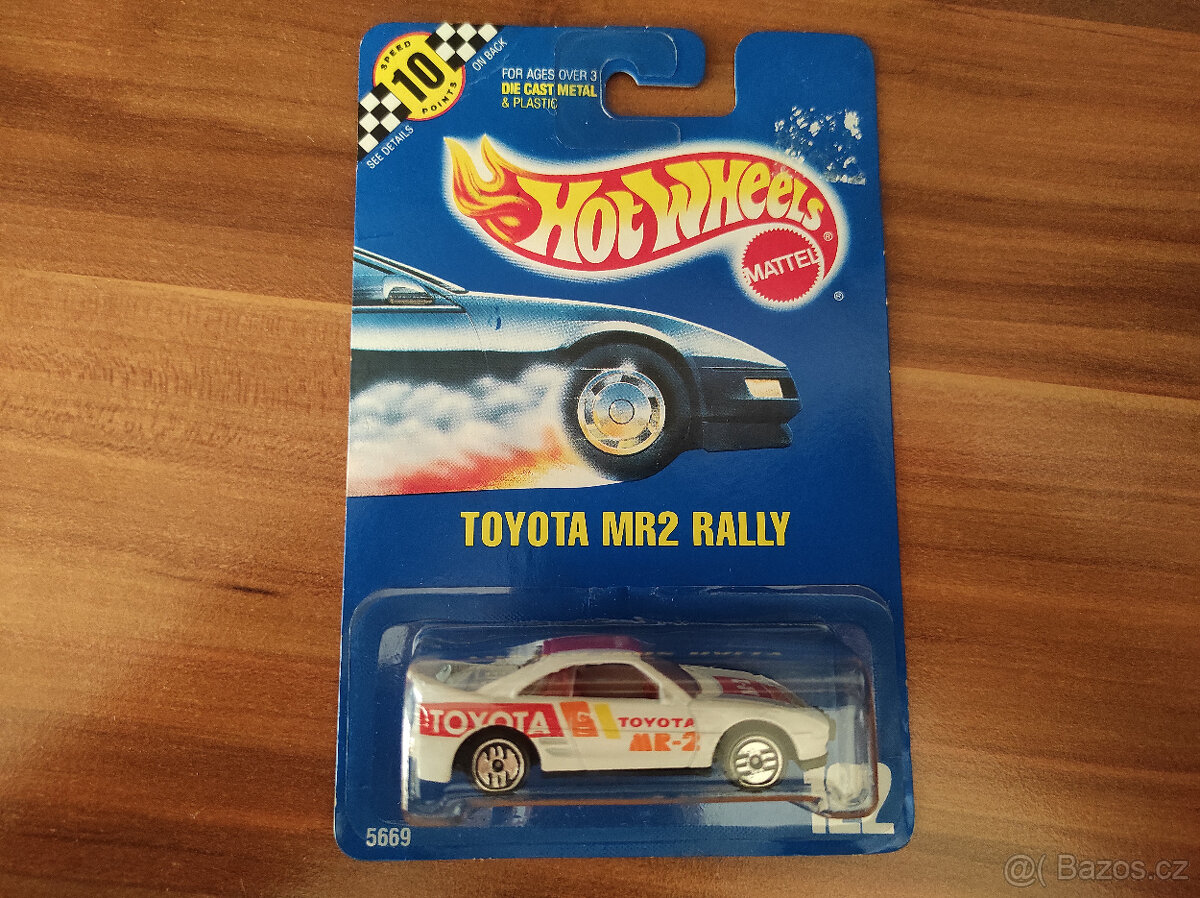 SPEED
10
POINTS
ON BACK
SEE DETAILS
FOR AGES OVER 3
DIE CAST METAL
& PLASTIC
HOT WHEELS
®
MATTEL
®
TOYOTA MR2 RALLY
TOYOTA 6 TOYOTA
MR-2
5669
122
@( Bazos.cz